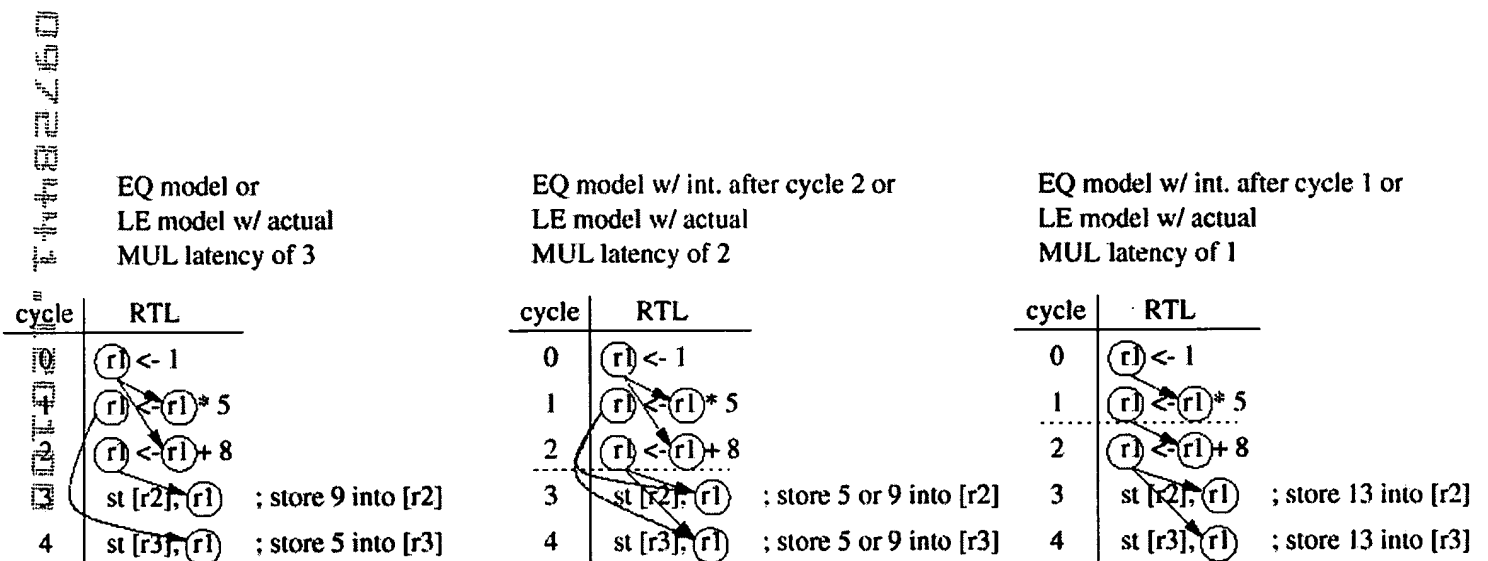 EQ model or
LE model w/ actual
MUL latency of 3
cycle RTL
0 r1 <- 1
1 r1 <- r1 * 5
2 r1 <- r1 + 8
3 st [r2], r1 ; store 9 into [r2]
4 st [r3], r1 ; store 5 into [r3]
EQ model w/ int. after cycle 2 or
LE model w/ actual
MUL latency of 2
cycle RTL
0 r1 <- 1
1 r1 <- r1 * 5
2 r1 <- r1 + 8
3 st [r2], r1 ; store 5 or 9 into [r2]
4 st [r3], r1 ; store 5 or 9 into [r3]
EQ model w/ int. after cycle 1 or
LE model w/ actual
MUL latency of 1
cycle RTL
0 r1 <- 1
1 r1 <- r1 * 5
2 r1 <- r1 + 8
3 st [r2], r1 ; store 13 into [r2]
4 st [r3], r1 ; store 13 into [r3]